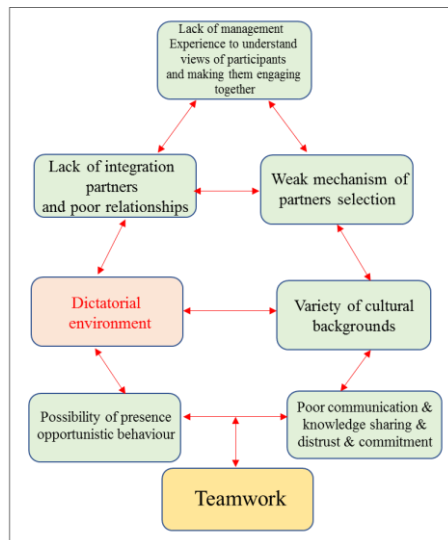 Lack of management
Experience to understand
views of participants
and making them engaging
together
Lack of integration
partners
and poor relationships
Weak mechanism of
partners selection
Dictatorial
environment
Variety of cultural
backgrounds
Possibility of presence
opportunistic behaviour
Poor communication &
knowledge sharing &
distrust & commitment
Teamwork